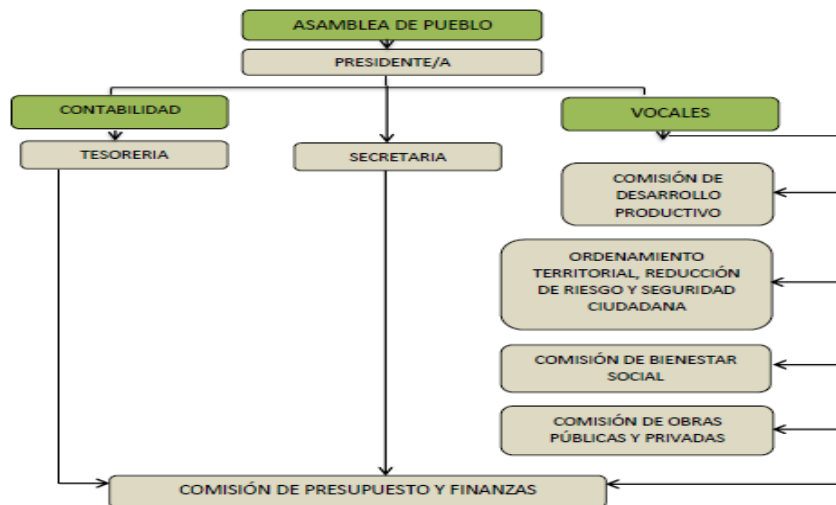 ASAMBLEA DE PUEBLO
PRESIDENTE/A
CONTABILIDAD
VOCALES
TESORERIA
SECRETARIA
COMISIÓN DE
DESARROLLO
PRODUCTIVO
ORDENAMIENTO
TERRITORIAL, REDUCCIÓN
DE RIESGO Y SEGURIDAD
CIUDADANA
COMISIÓN DE BIENESTAR
SOCIAL
COMISIÓN DE OBRAS
PÚBLICAS Y PRIVADAS
COMISIÓN DE PRESUPUESTO Y FINANZAS